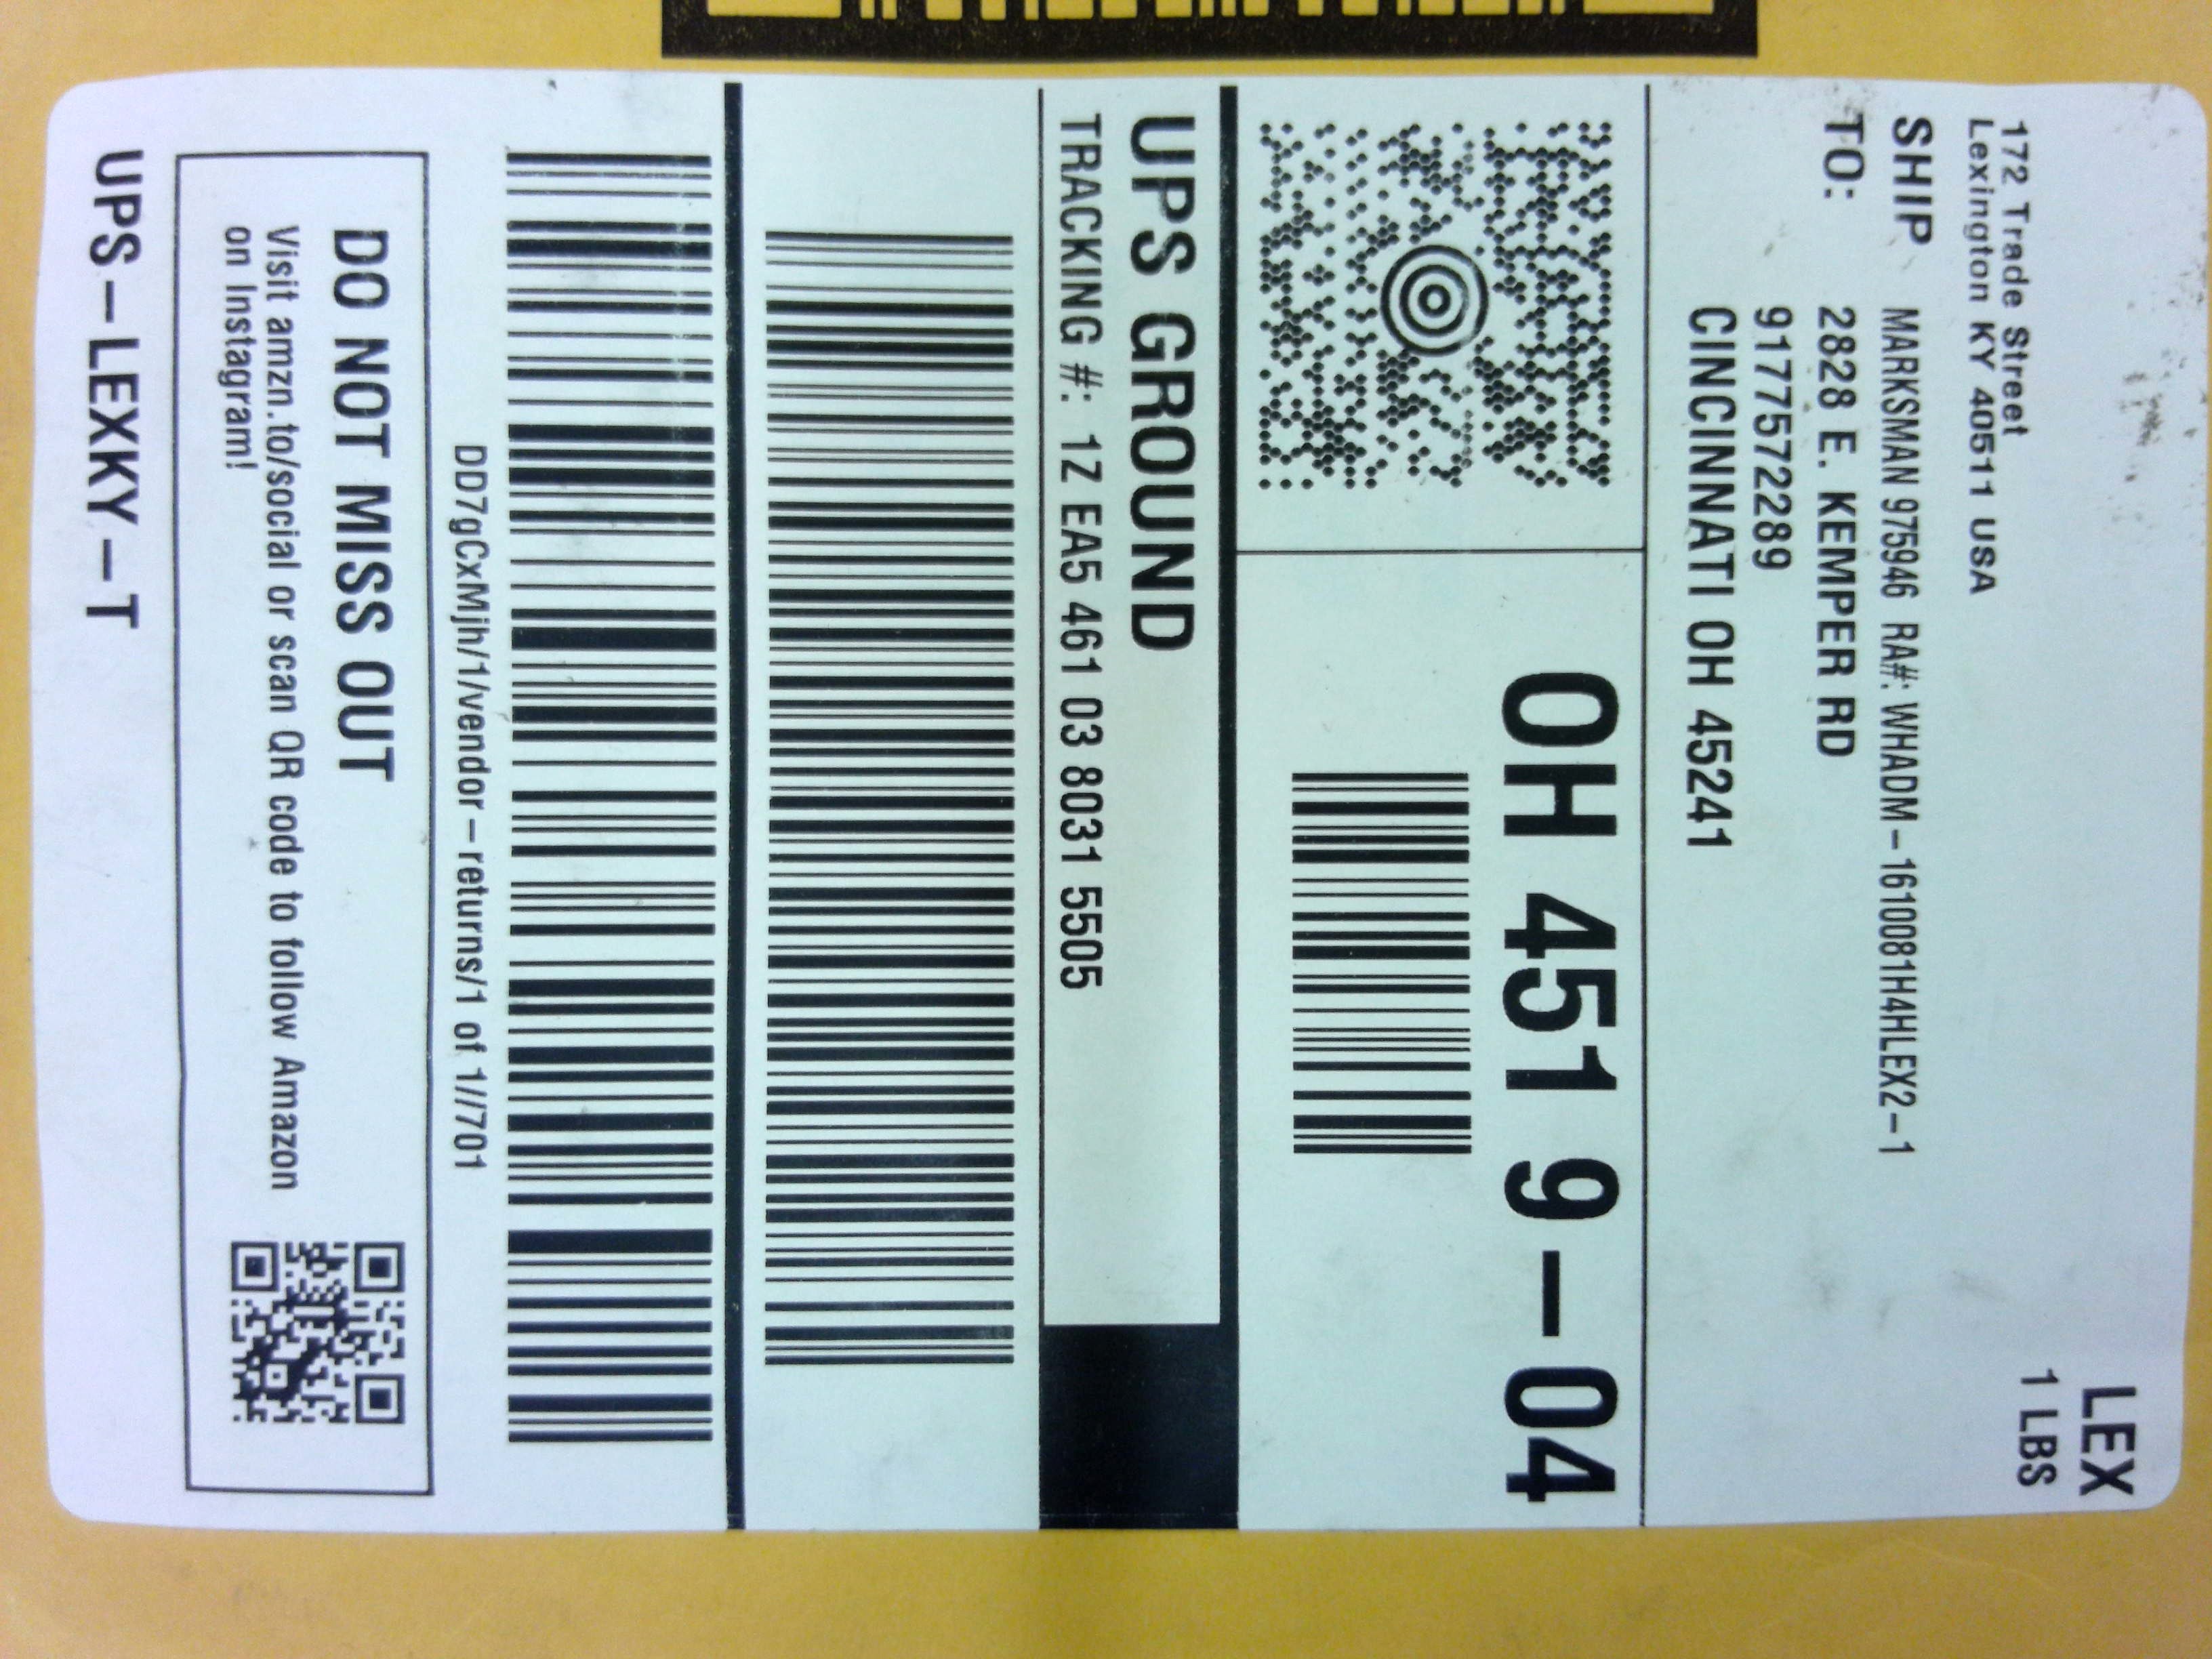 LEX
1 LBS
172 Trade Street
Lexington KY 40511 USA
SHIP
TO:
MARKSMAN 975946 RA#: WHADM-1610081H4HLEX2-1
2828 E. KEMPER RD
9177572289
CINCINNATI OH 45241
OH 451 9-04
UPS GROUND
TRACKING #: 1Z EA5 461 03 8031 5505
DD7gCxMjh/1/vendor-returns/1 of 1//701
DO NOT MISS OUT
Visit amzn.to/social or scan QR code to follow Amazon
on Instagram!
UPS-LEXKY-T